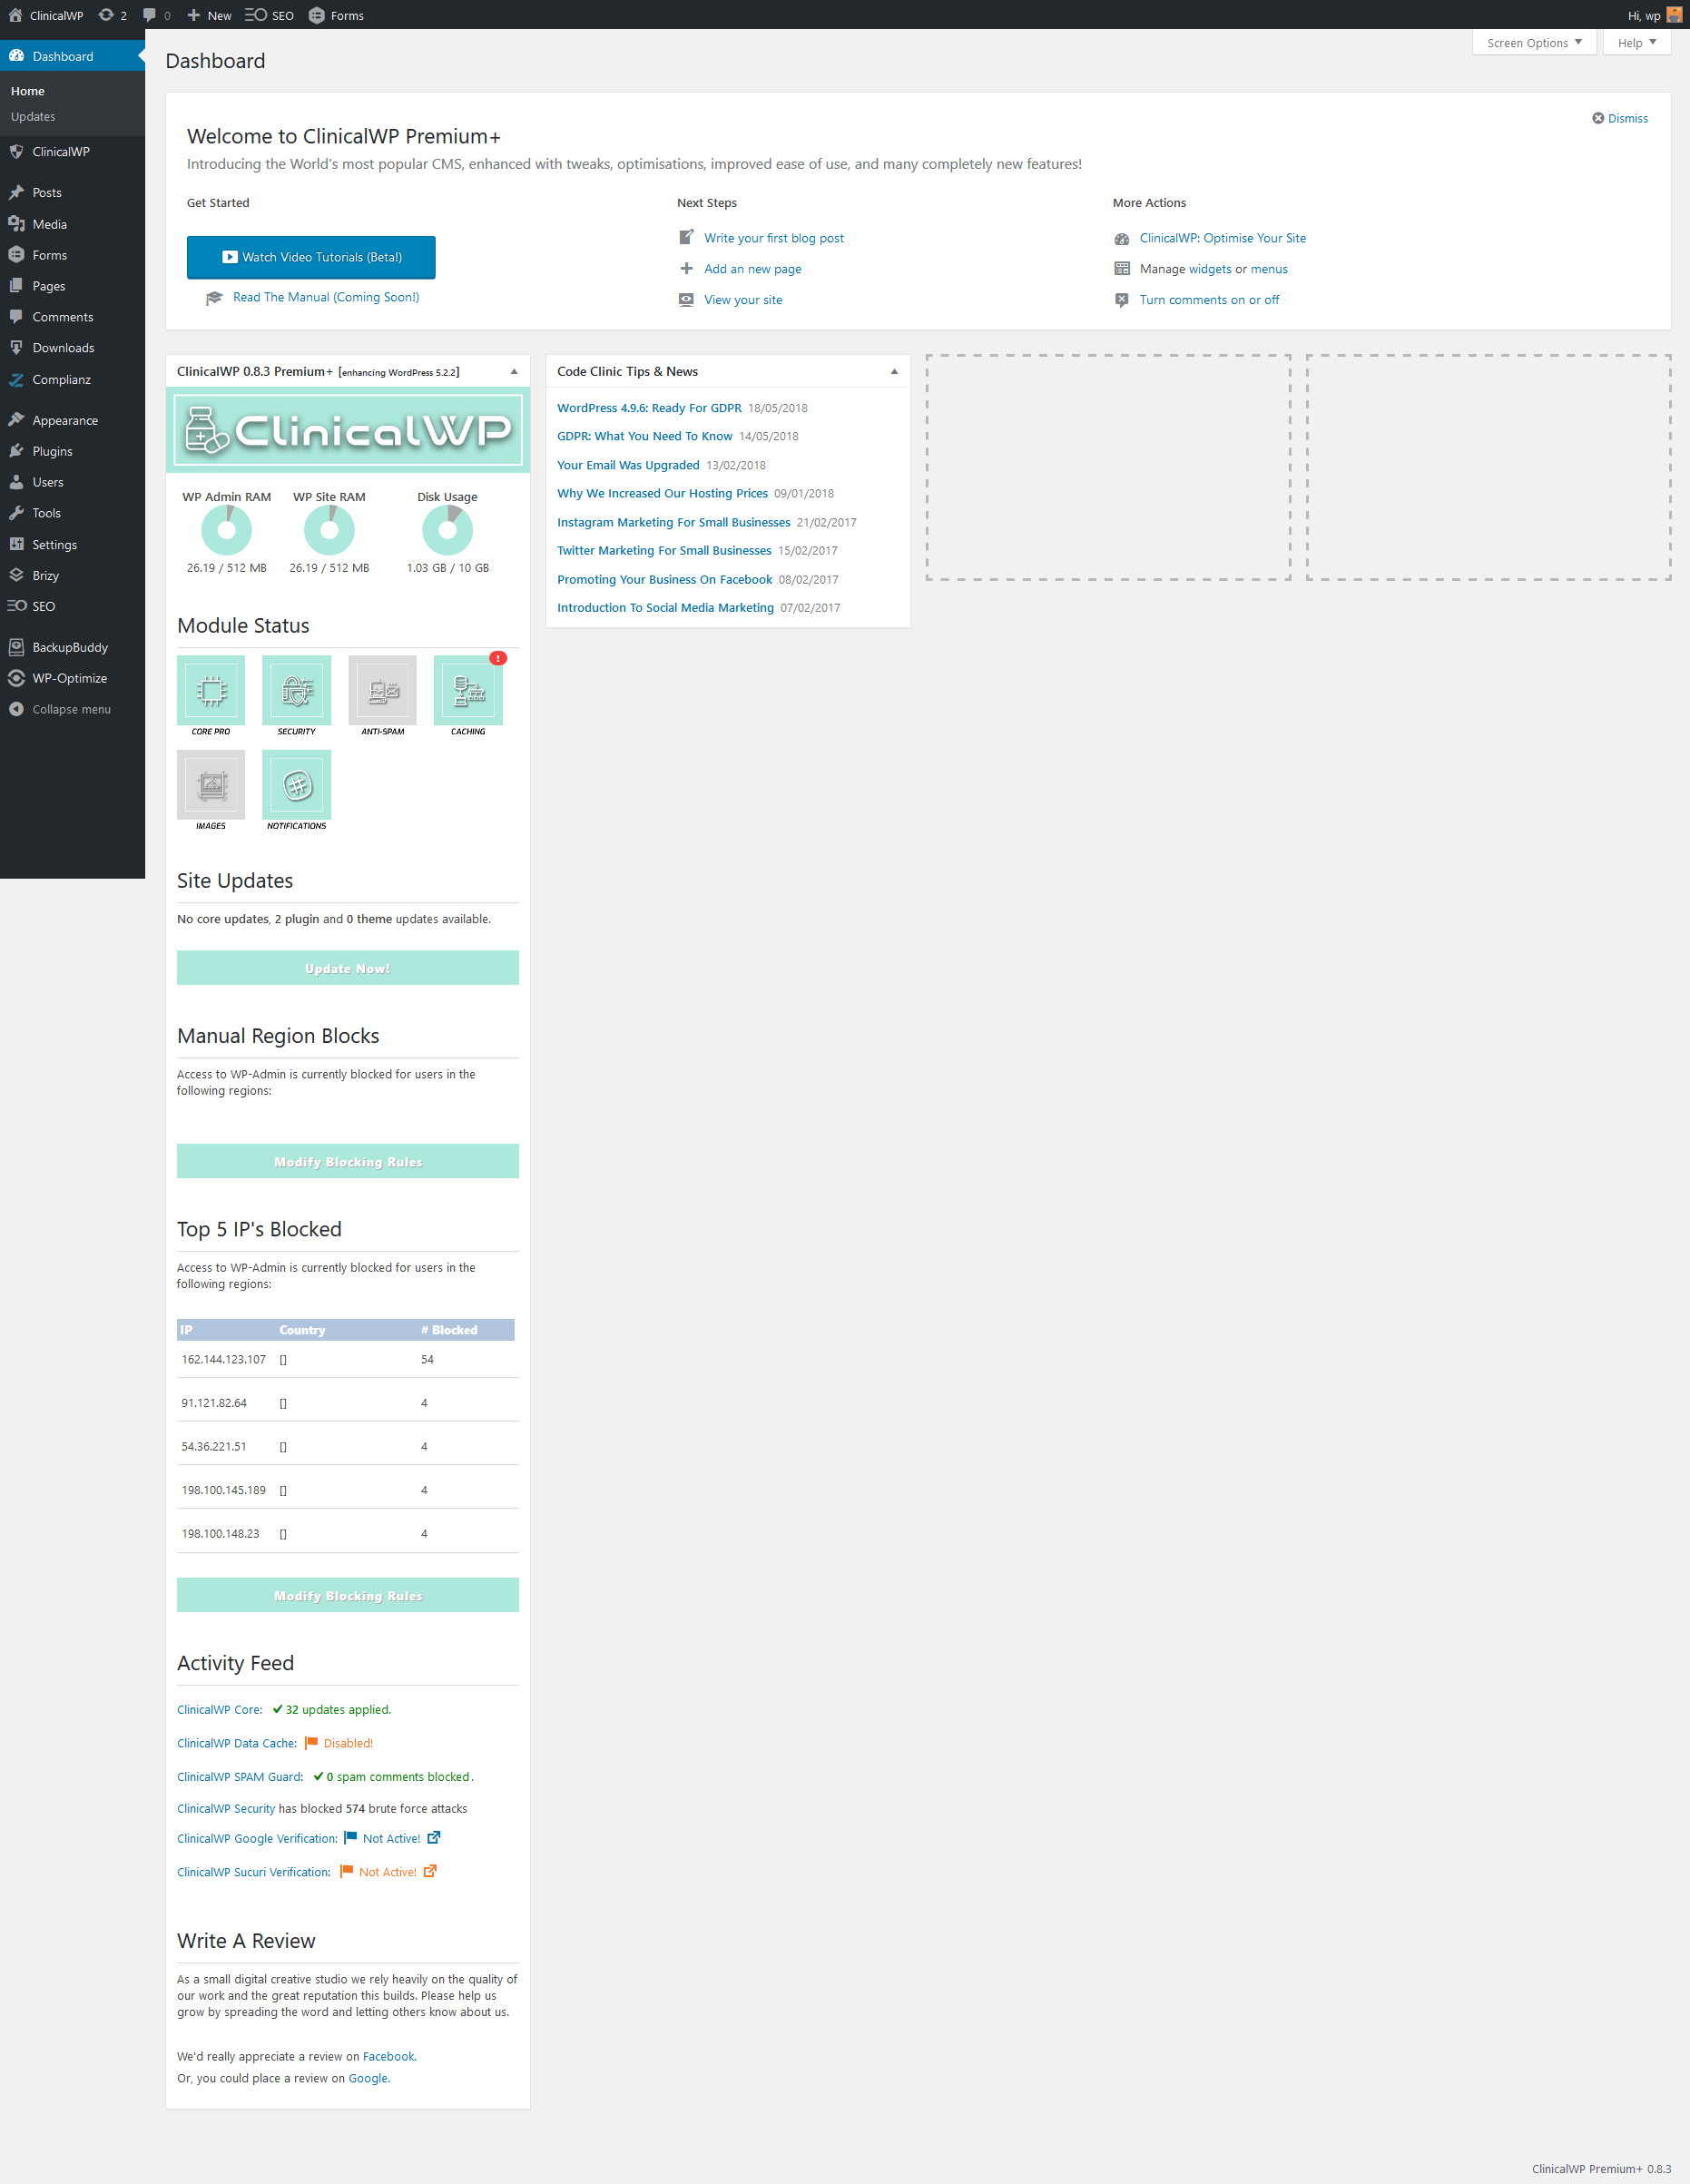 ClinicalWP 2 0 New SEO Forms Hi, wp
Dashboard
Home
Updates
ClinicalWP
Posts
Media
Forms
Pages
Comments
Downloads
Complianz
Appearance
Plugins
Users
Tools
Settings
Brizy
SEO
BackupBuddy
WP-Optimize
Collapse menu
Screen Options Help
Dashboard
Dismiss
Welcome to ClinicalWP Premium+
Introducing the World's most popular CMS, enhanced with tweaks, optimisations, improved ease of use, and many completely new features!
Get Started
Watch Video Tutorials (Beta!)
Read The Manual (Coming Soon!)
Next Steps
Write your first blog post
Add an new page
View your site
More Actions
ClinicalWP: Optimise Your Site
Manage widgets or menus
Turn comments on or off
ClinicalWP 0.8.3 Premium+ [enhancing WordPress 5.2.2]
ClinicalWP
WP Admin RAM WP Site RAM Disk Usage
26.19 / 512 MB 26.19 / 512 MB 1.03 GB / 10 GB
Module Status
!
CORE PRO SECURITY ANTI-SPAM CACHING
IMAGES NOTIFICATIONS
Site Updates
No core updates, 2 plugin and 0 theme updates available.
Update Now!
Manual Region Blocks
Access to WP-Admin is currently blocked for users in the
following regions:
Modify Blocking Rules
Top 5 IP's Blocked
Access to WP-Admin is currently blocked for users in the
following regions:
IP Country # Blocked
162.144.123.107 [] 54
91.121.82.64 [] 4
54.36.221.51 [] 4
198.100.145.189 [] 4
198.100.148.23 [] 4
Modify Blocking Rules
Activity Feed
ClinicalWP Core: 32 updates applied.
ClinicalWP Data Cache: Disabled!
ClinicalWP SPAM Guard: 0 spam comments blocked.
ClinicalWP Security has blocked 574 brute force attacks
ClinicalWP Google Verification: Not Active!
ClinicalWP Sucuri Verification: Not Active!
Write A Review
As a small digital creative studio we rely heavily on the quality of
our work and the great reputation this builds. Please help us
grow by spreading the word and letting others know about us.
We'd really appreciate a review on Facebook.
Or, you could place a review on Google.
Code Clinic Tips & News
WordPress 4.9.6: Ready For GDPR 18/05/2018
GDPR: What You Need To Know 14/05/2018
Your Email Was Upgraded 13/02/2018
Why We Increased Our Hosting Prices 09/01/2018
Instagram Marketing For Small Businesses 21/02/2017
Twitter Marketing For Small Businesses 15/02/2017
Promoting Your Business On Facebook 08/02/2017
Introduction To Social Media Marketing 07/02/2017
ClinicalWP Premium+ 0.8.3